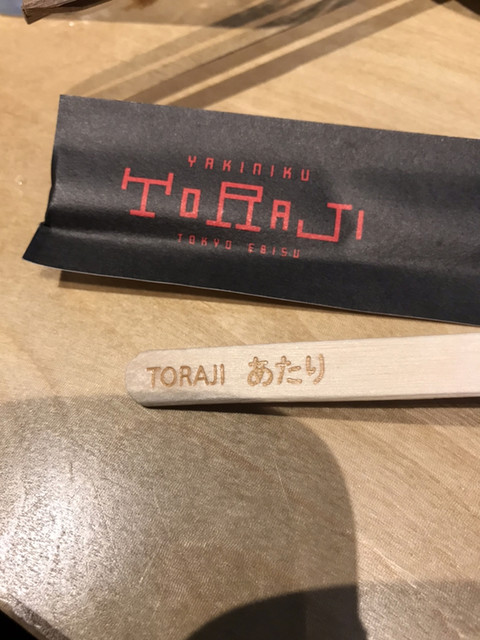 YAKINIKU
TORAJI
TOKYO EBISU
TORAJI あたり